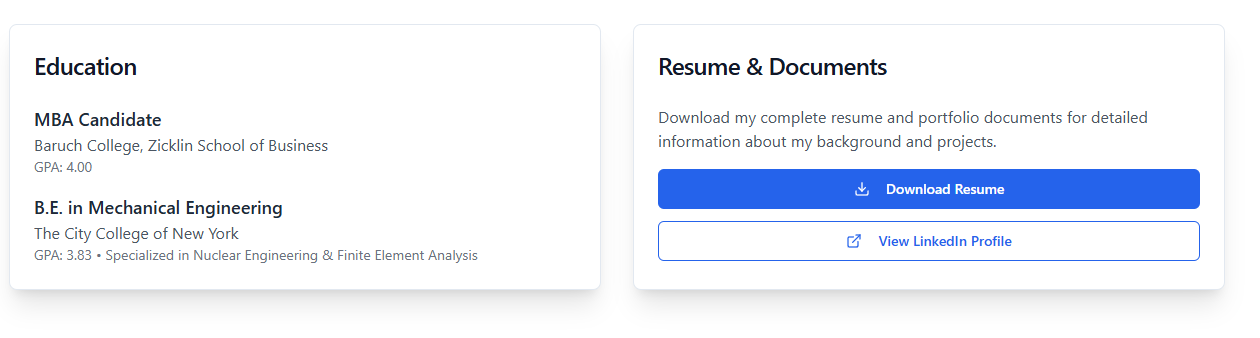 Education
MBA Candidate
Baruch College, Zicklin School of Business
GPA: 4.00
B.E. in Mechanical Engineering
The City College of New York
GPA: 3.83 • Specialized in Nuclear Engineering & Finite Element Analysis
Resume & Documents
Download my complete resume and portfolio documents for detailed
information about my background and projects.
Download Resume
View LinkedIn Profile